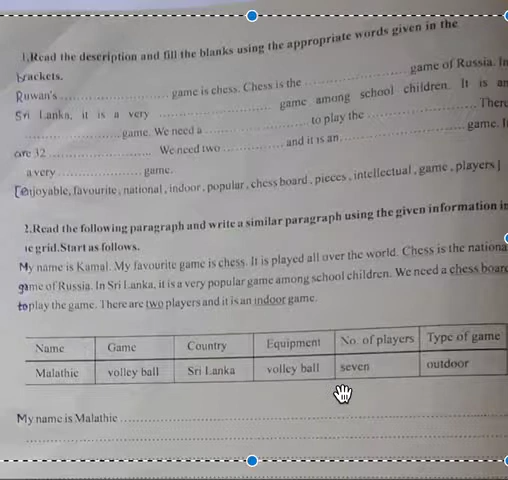 1.Read the description and fill the blanks using the appropriate words given in the
brackets.
Ruwan's ........................ game is chess. Chess is the ........................ game of Russia. In
Sri Lanka, it is a very ........................ game among school children. It is an
........................ game. We need a ........................ to play the ........................ There
are 32 ........................ We need two ................ and it is an........................ game. I
a very .................... game.
[enjoyable, favourite, national, indoor, popular, chess board, pieces, intellectual, game, players]
2.Read the following paragraph and write a similar paragraph using the given information in
e grid.Start as follows.
My name is Kamal. My favourite game is chess. It is played all over the world. Chess is the nationa
game of Russia. In Sri Lanka, it is a very popular game among school children. We need a chess board
to play the game. There are two players and it is an indoor game.
Name Game Country Equipment No. of players Type of game
Malathie volley ball Sri Lanka volley ball seven outdoor
My name is Malathie ........................